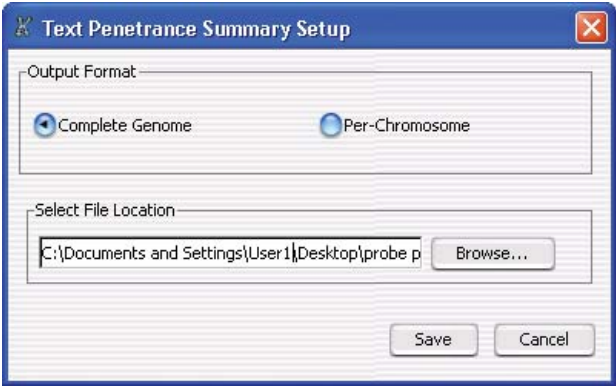 Text Penetrance Summary Setup
Output Format
Complete Genome
Per-Chromosome
Select File Location
C:\Documents and Settings\User1\Desktop\probe p
Browse...
Save
Cancel